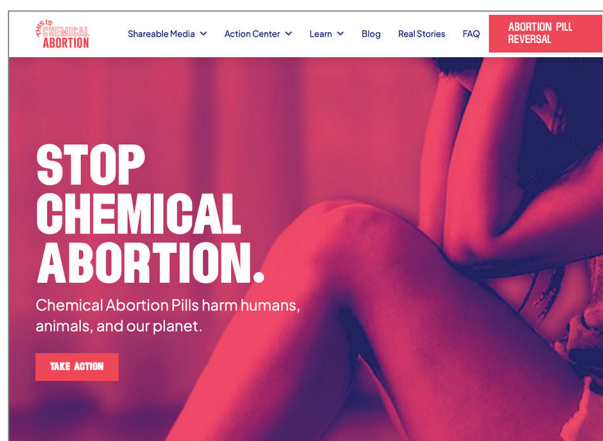 THIS IS
CHEMICAL
ABORTION
Shareable Media
Action Center
Learn
Blog
Real Stories
FAQ
ABORTION PILL
REVERSAL
STOP
CHEMICAL
ABORTION.
Chemical Abortion Pills harm humans,
animals, and our planet.
TAKE ACTION